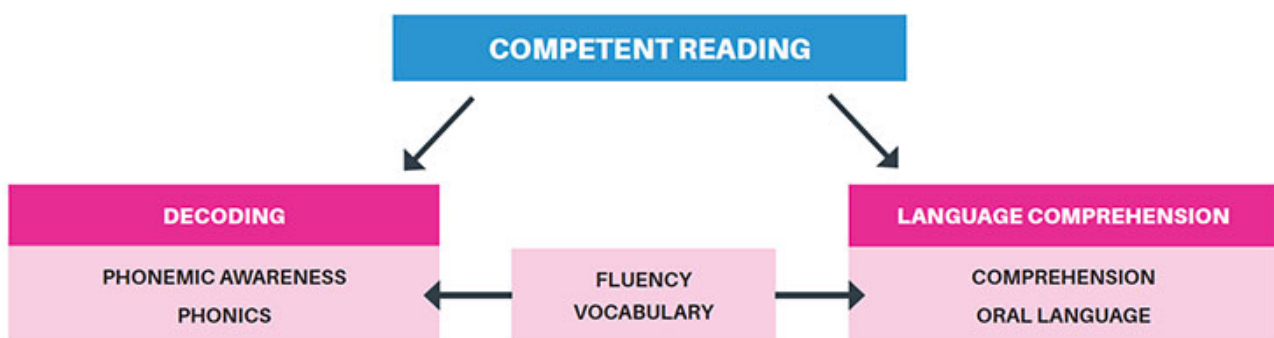 COMPETENT READING
DECODING
PHONEMIC AWARENESS
PHONICS
FLUENCY
VOCABULARY
LANGUAGE COMPREHENSION
COMPREHENSION
ORAL LANGUAGE